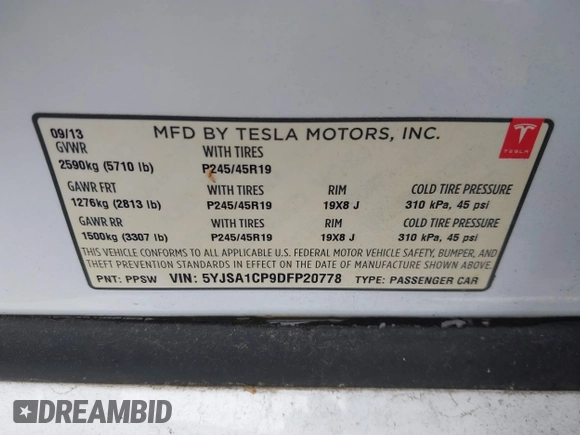 09/13 MFD BY TESLA MOTORS, INC.
GVWR WITH TIRES TESLA
2590kg (5710 lb) P245/45R19
GAWR FRT WITH TIRES RIM COLD TIRE PRESSURE
1276kg (2813 lb) P245/45R19 19X8 J 310 kPa, 45 psi
GAWR RR WITH TIRES RIM COLD TIRE PRESSURE
1500kg (3307 lb) P245/45R19 19X8 J 310 kPa, 45 psi
THIS VEHICLE CONFORMS TO ALL APPLICABLE U.S. FEDERAL MOTOR VEHICLE SAFETY, BUMPER, AND
THEFT PREVENTION STANDARDS IN EFFECT ON THE DATE OF MANUFACTURE SHOWN ABOVE.
PNT: PPSW VIN: 5YJSA1CP9DFP20778 TYPE: PASSENGER CAR
DREAMBID